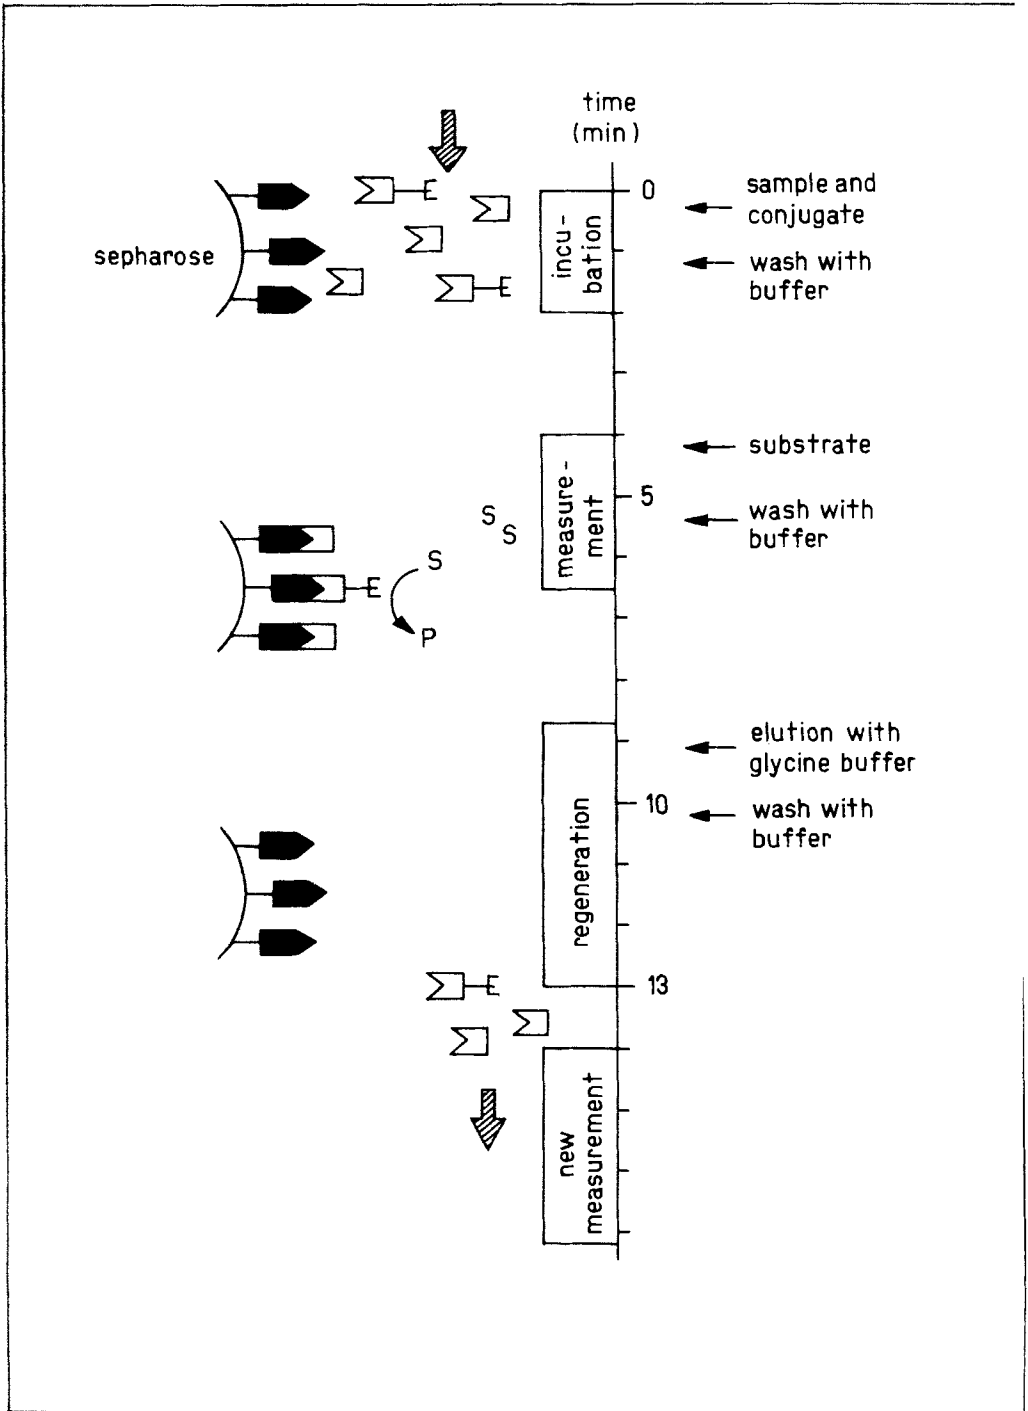 time
(min)
0
sample and
conjugate
E
sepharose
incu-
bation
wash with
buffer
E
substrate
measure-
ment
5
S
S
wash with
buffer
E
S
P
elution with
glycine buffer
regeneration
10
wash with
buffer
13
E
new
measurement